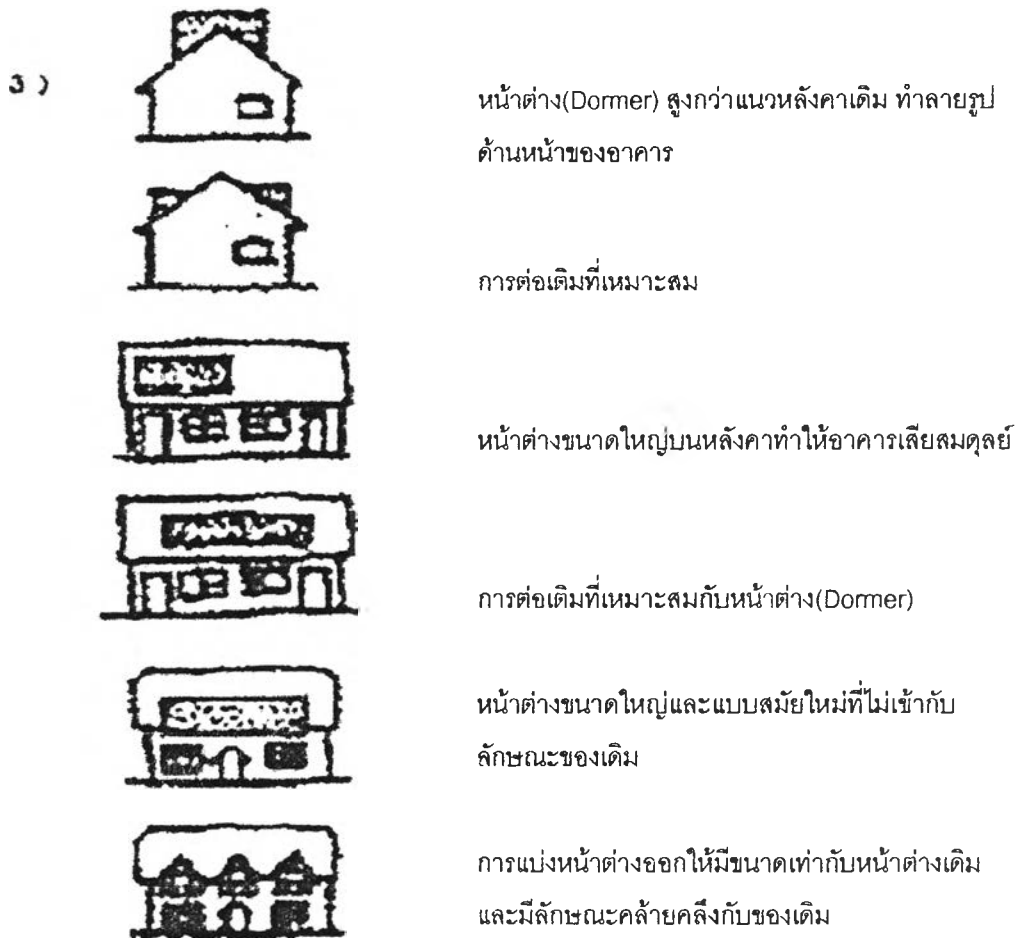 3 )
หน้าต่าง(Dormer) สูงกว่าแนวหลังคาเดิม ทำลายรูป
ด้านหน้าของอาคาร
การต่อเติมที่เหมาะสม
หน้าต่างขนาดใหญ่บนหลังคาทำให้อาคารเสียสมดุลย์
การต่อเติมที่เหมาะสมกับหน้าต่าง(Dormer)
หน้าต่างขนาดใหญ่และแบบสมัยใหม่ที่ไม่เข้ากับ
ลักษณะของเดิม
การแบ่งหน้าต่างออกให้มีขนาดเท่ากับหน้าต่างเดิม
และมีลักษณะคล้ายคลึงกับของเดิม